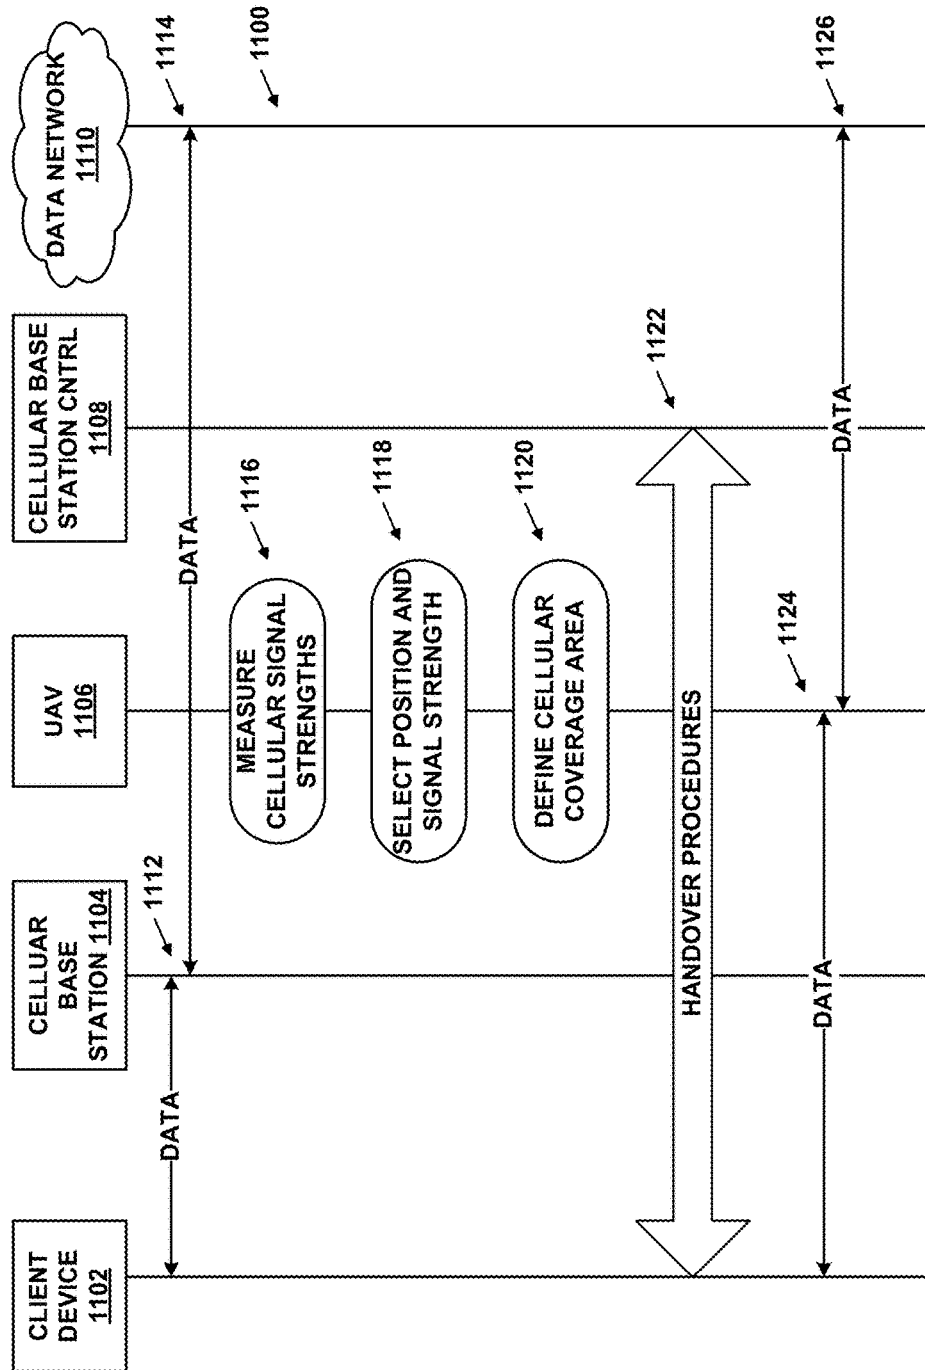 CLIENT
DEVICE
1102
CELLUAR
BASE
STATION 1104
UAV
1106
CELLULAR BASE
STATION CNTRL
1108
DATA NETWORK
1110
DATA
1112
DATA
1114
1100
MEASURE
CELLULAR SIGNAL
STRENGTHS
1116
SELECT POSITION AND
SIGNAL STRENGTH
1118
DEFINE CELLULAR
COVERAGE AREA
1120
HANDOVER PROCEDURES
1122
DATA
1124
DATA
1126